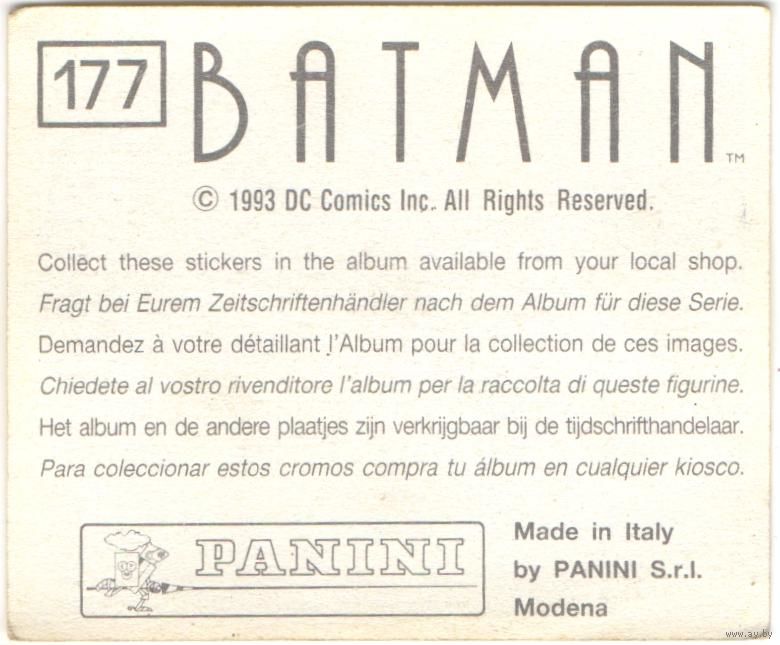 177 BATMAN™
© 1993 DC Comics Inc. All Rights Reserved.
Collect these stickers in the album available from your local shop.
Fragt bei Eurem Zeitschriftenhändler nach dem Album für diese Serie.
Demandez à votre détaillant l'Album pour la collection de ces images.
Chiedete al vostro rivenditore l'album per la raccolta di queste figurine.
Het album en de andere plaatjes zijn verkrijgbaar bij de tijdschrifthandelaar.
Para coleccionar estos cromos compra tu álbum en cualquier kiosco.
PANINI
Made in Italy
by PANINI S.r.l.
Modena
www.ay.by